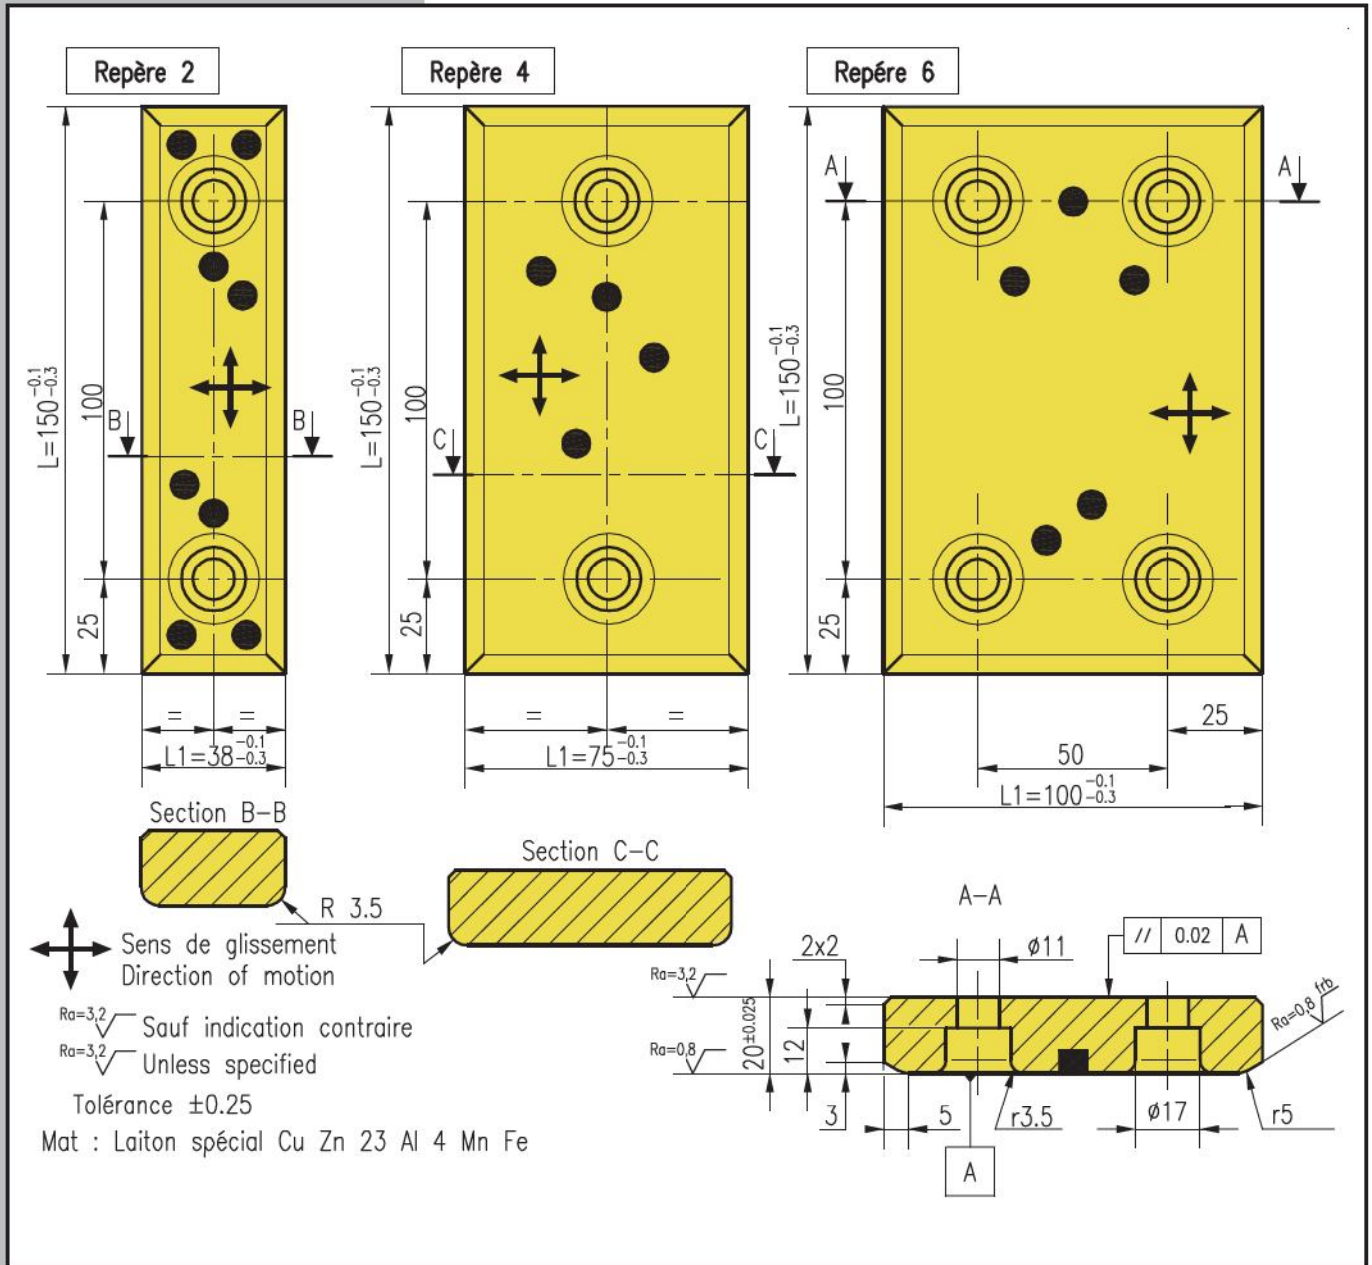 Repère 2
Repère 4
Repére 6
A
A
L=150-0.1 -0.3
100
B
B
25
L=150-0.1 -0.3
100
C
C
25
L=150-0.1 -0.3
100
25
= =
L1=38-0.1 -0.3
= =
L1=75-0.1 -0.3
25
50
L1=100-0.1 -0.3
Section B-B
Section C-C
R 3.5
A-A
Sens de glissement
Direction of motion
Ra=3,2 Sauf indication contraire
Ra=3,2 Unless specified
Tolérance ±0.25
Mat : Laiton spécial Cu Zn 23 Al 4 Mn Fe
2x2
ø11
// 0.02 A
Ra=3,2
Ra=0,8
20±0.025
12
Ra=0,8 frb
3
5
r3.5
ø17
r5
A